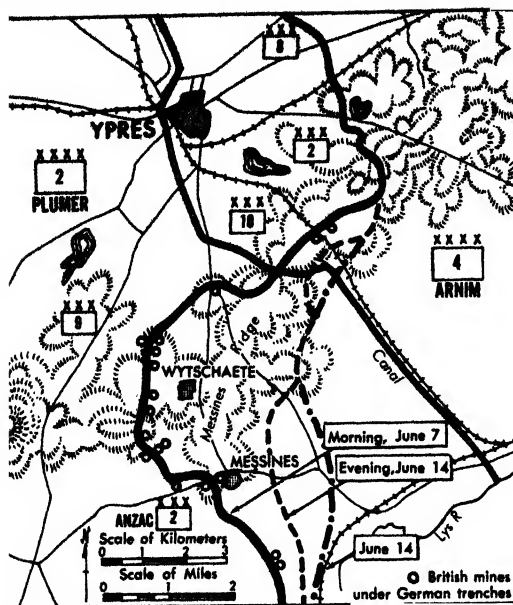 XXX
8
YPRES
XXX
2
XXXX
2
PLUMER
XXX
10
XXXX
4
ARNIM
XXX
9
Canal
WYTSCHAETE
Messines Ridge
Morning, June 7
MESSINES
Evening, June 14
ANZAC
XXX
2
Lys R
Scale of Kilometers
0 1 2 3
June 14
Scale of Miles
0 1 2
British mines
under German trenches